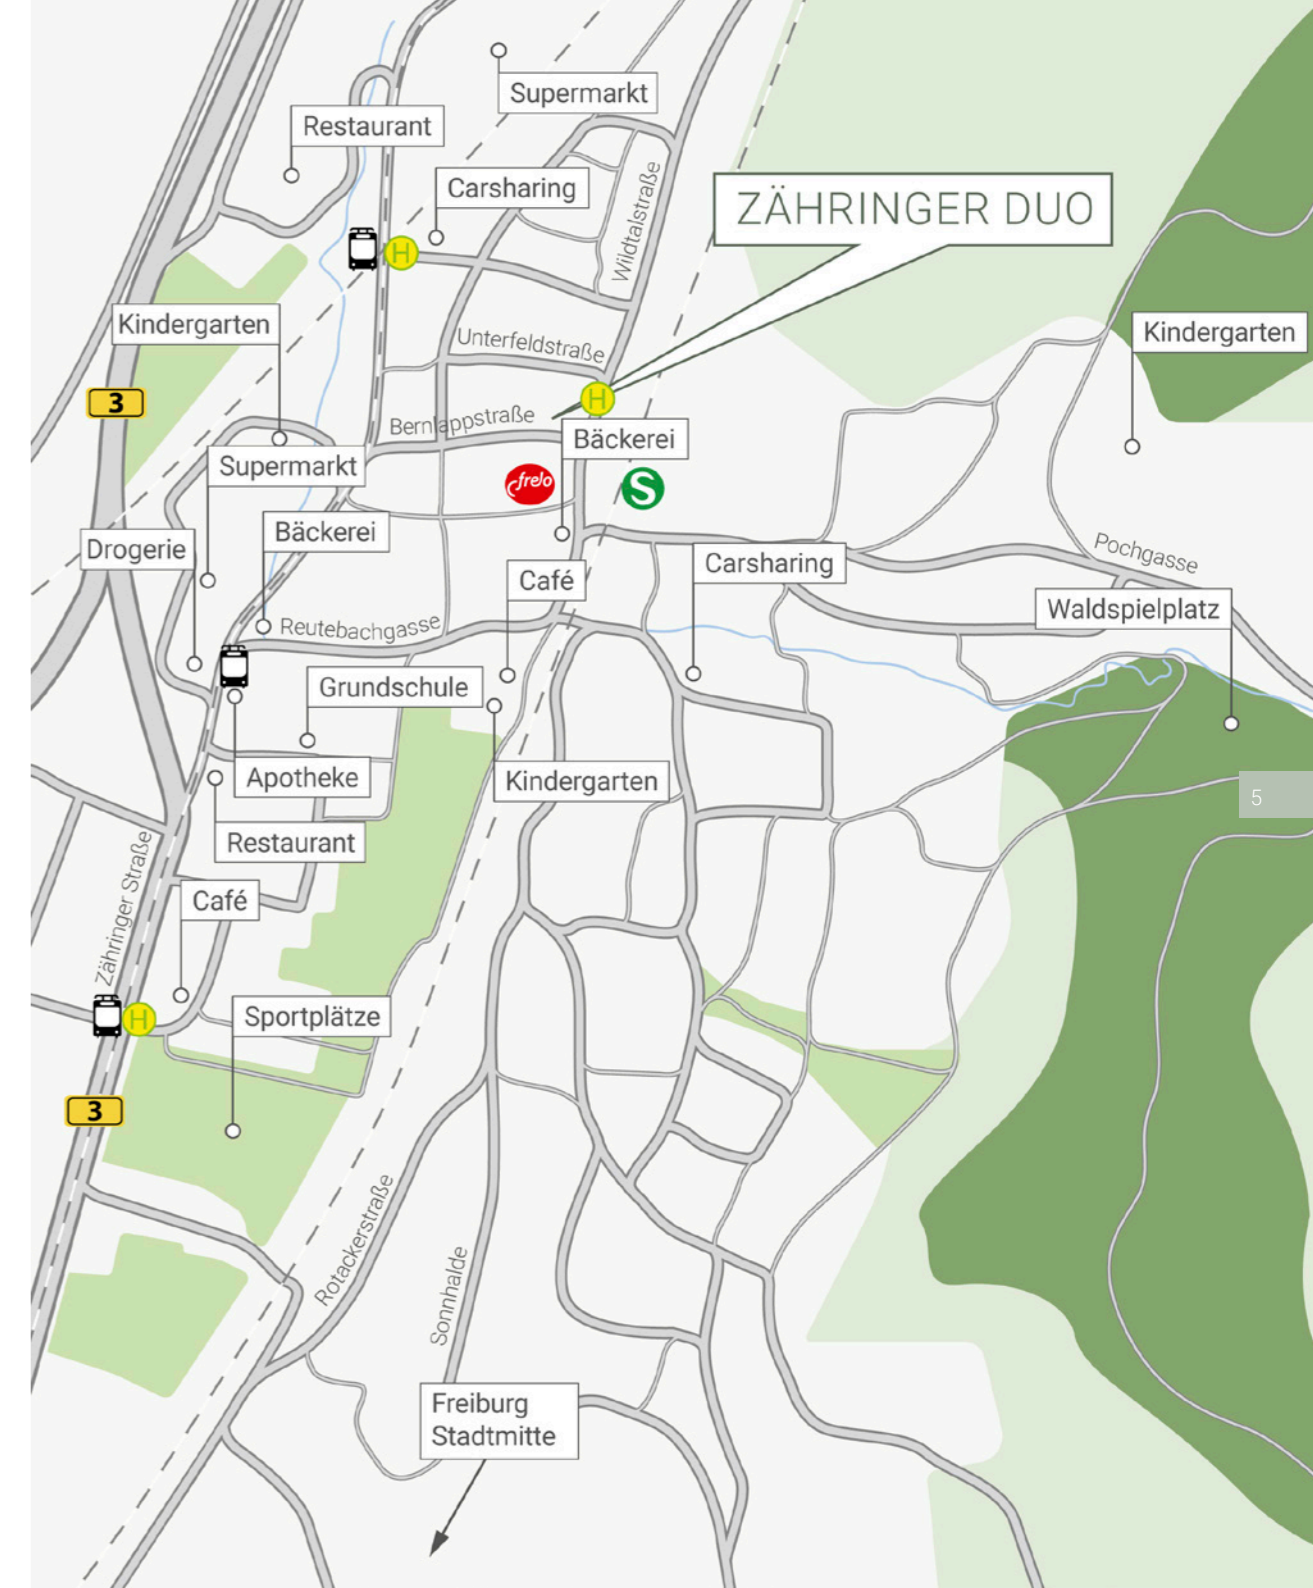 Supermarkt
Restaurant
Carsharing
Wildtalstraße
ZÄHRINGER DUO
H
Kindergarten
Unterfeldstraße
Kindergarten
3
H
Bernlappstraße
Bäckerei
Supermarkt
frelo
S
Bäckerei
Drogerie
Pochgasse
Carsharing
Café
Waldspielplatz
Reutebachgasse
Grundschule
Apotheke
Kindergarten
5
Restaurant
Zähringer Straße
Café
Sportplätze
H
3
Rotackerstraße
Sonnhalde
Freiburg
Stadtmitte